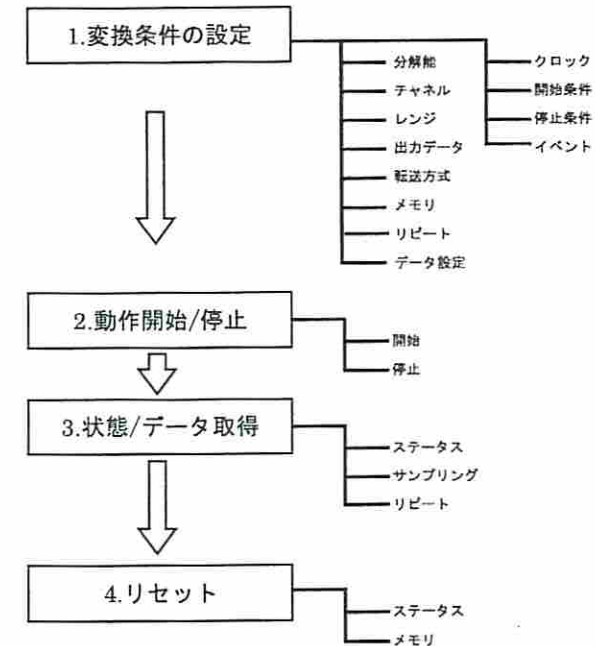 1.変換条件の設定
分解能
チャネル
レンジ
出力データ
転送方式
メモリ
リピート
データ設定
クロック
開始条件
停止条件
イベント
2.動作開始/停止
開始
停止
3.状態/データ取得
ステータス
サンプリング
リピート
4.リセット
ステータス
メモリ